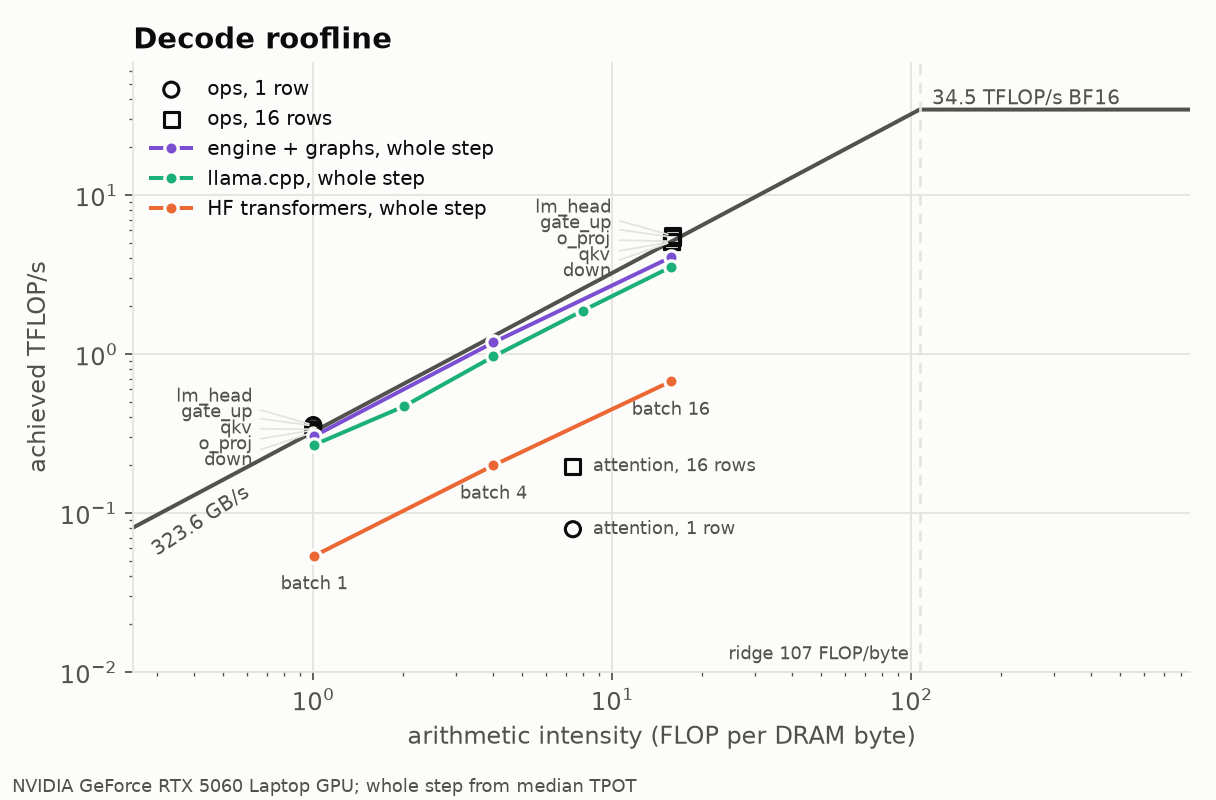 Decode roofline
ops, 1 row
ops, 16 rows
engine + graphs, whole step
llama.cpp, whole step
HF transformers, whole step
34.5 TFLOP/s BF16
lm_head
gate_up
o_proj
qkv
down
lm_head
gate_up
qkv
o_proj
down
323.6 GB/s
batch 16
batch 4
batch 1
attention, 16 rows
attention, 1 row
ridge 107 FLOP/byte
achieved TFLOP/s
10¹
10⁰
10⁻¹
10⁻²
10⁰ 10¹ 10²
arithmetic intensity (FLOP per DRAM byte)
NVIDIA GeForce RTX 5060 Laptop GPU; whole step from median TPOT